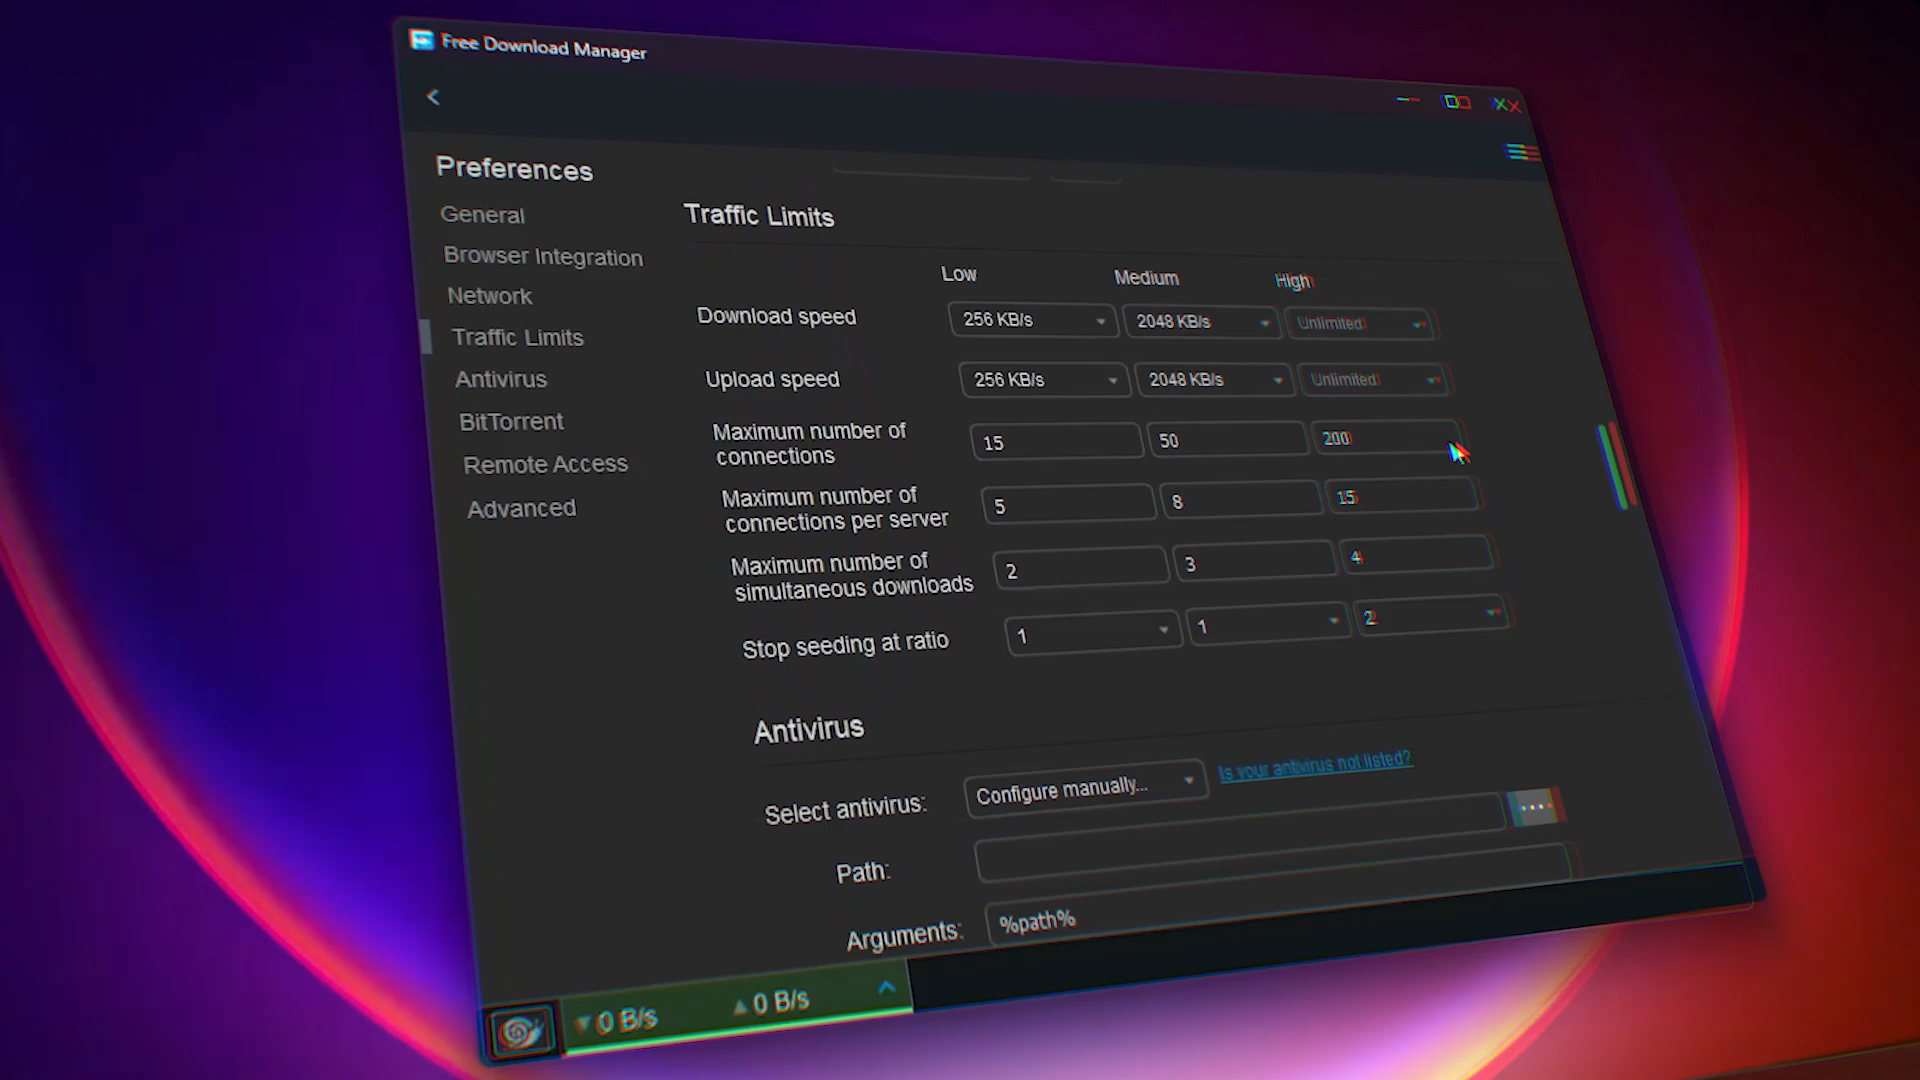 Free Download Manager
Preferences
General
Browser Integration
Network
Traffic Limits
Antivirus
BitTorrent
Remote Access
Advanced
Traffic Limits
Low Medium High
Download speed 256 KB/s 2048 KB/s Unlimited
Upload speed 256 KB/s 2048 KB/s Unlimited
Maximum number of
connections 15 50 200
Maximum number of
connections per server 5 8 15
Maximum number of
simultaneous downloads 2 3 4
Stop seeding at ratio 1 1 2
Antivirus
Select antivirus: Configure manually... Is your antivirus not listed?
Path:
Arguments: %path%
0 B/s 0 B/s